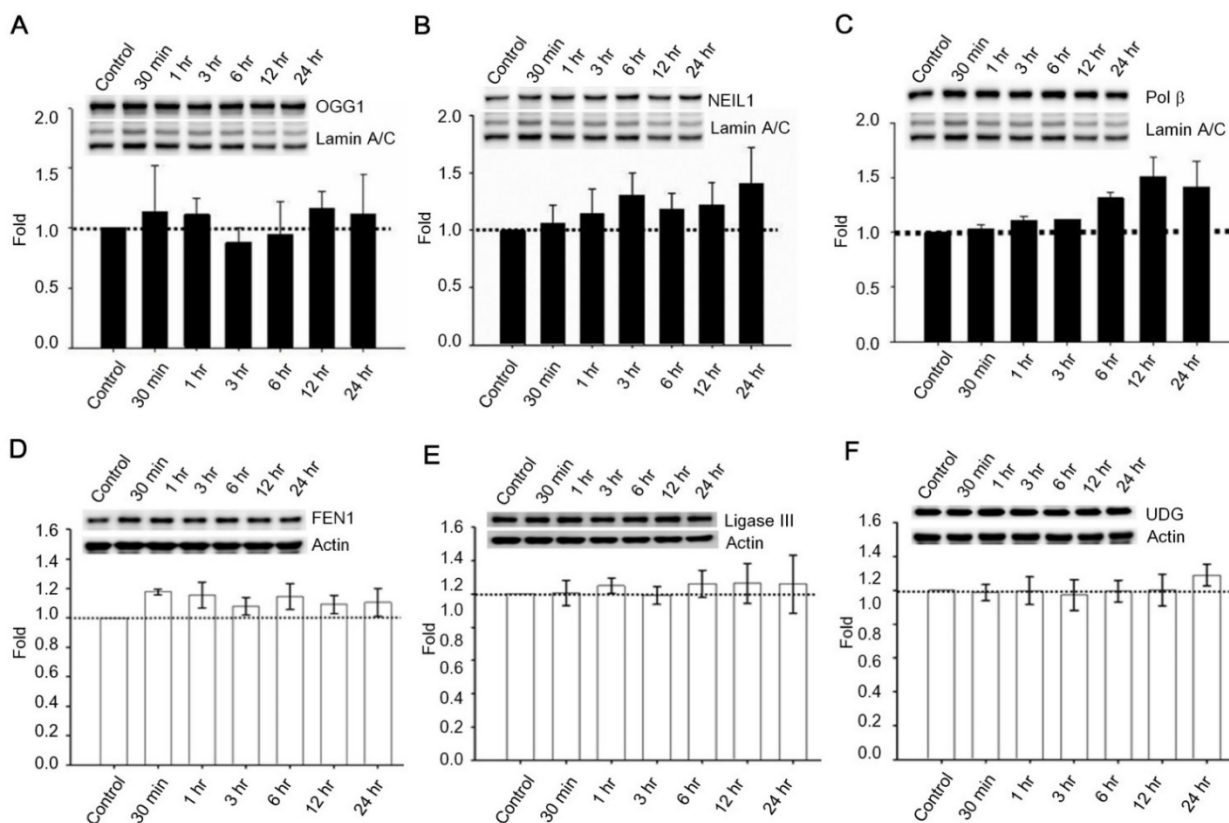 A
Control
30 min
1 hr
3 hr
6 hr
12 hr
24 hr
OGG1
Lamin A/C
2.0
1.5
1.0
0.5
0.0
Fold
Control
30 min
1 hr
3 hr
6 hr
12 hr
24 hr
B
Control
30 min
1 hr
3 hr
6 hr
12 hr
24 hr
NEIL1
Lamin A/C
2.0
1.5
1.0
0.5
0.0
Fold
Control
30 min
1 hr
3 hr
6 hr
12 hr
24 hr
C
Control
30 min
1 hr
3 hr
6 hr
12 hr
24 hr
Pol β
Lamin A/C
2.0
1.5
1.0
0.5
0.0
Fold
Control
30 min
1 hr
3 hr
6 hr
12 hr
24 hr
D
Control
30 min
1 hr
3 hr
6 hr
12 hr
24 hr
FEN1
Actin
1.6
1.4
1.2
1.0
0.8
0.6
0.4
0.2
0.0
Fold
Control
30 min
1 hr
3 hr
6 hr
12 hr
24 hr
E
Control
30 min
1 hr
3 hr
6 hr
12 hr
24 hr
Ligase III
Actin
1.6
1.4
1.2
0.8
0.6
0.4
0.2
0.0
Fold
Control
30 min
1 hr
3 hr
6 hr
12 hr
24 hr
F
Control
30 min
1 hr
3 hr
6 hr
12 hr
24 hr
UDG
Actin
1.6
1.4
1.2
0.8
0.6
0.4
0.2
0.0
Fold
Control
30 min
1 hr
3 hr
6 hr
12 hr
24 hr